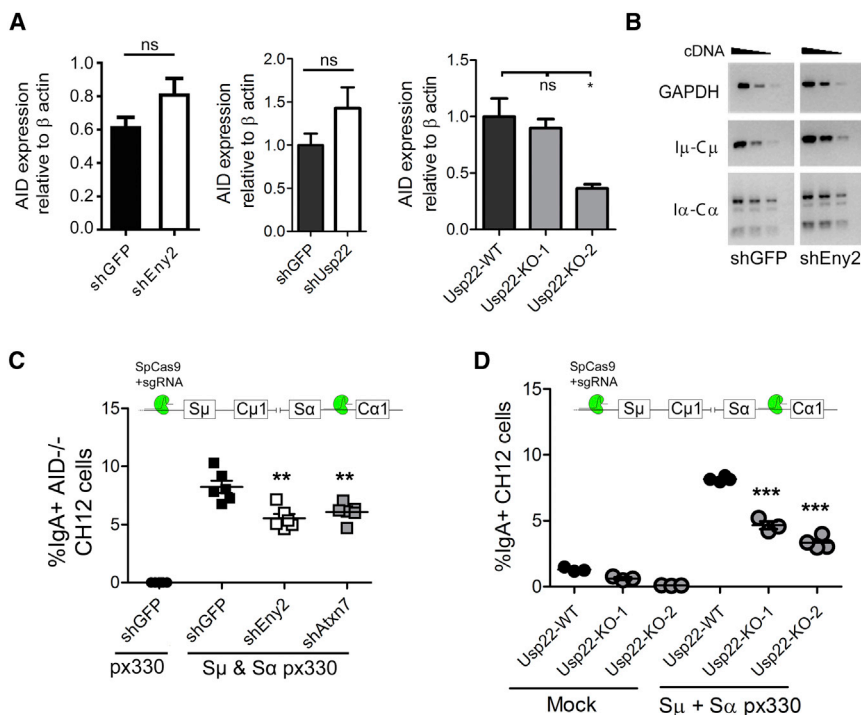 A
ns
AID expression
relative to β actin
1.0
0.8
0.6
0.4
0.2
0.0
shGFP
shEny2
ns
AID expression
relative to β actin
2.0
1.5
1.0
0.5
0.0
shGFP
shUsp22
ns
*
AID expression
relative to β actin
1.5
1.0
0.5
0.0
Usp22-WT
Usp22-KO-1
Usp22-KO-2
B
cDNA
GAPDH
Iμ-Cμ
Iα-Cα
shGFP
shEny2
C
SpCas9
+sgRNA
Sμ
Cμ1
Sα
Cα1
%IgA+ AID-/-
CH12 cells
15
10
5
0
**
**
shGFP
shGFP
shEny2
shAtxn7
px330
Sμ & Sα px330
D
SpCas9
+sgRNA
Sμ
Cμ1
Sα
Cα1
%IgA+ CH12 cells
15
10
5
0
***
***
Usp22-WT
Usp22-KO-1
Usp22-KO-2
Usp22-WT
Usp22-KO-1
Usp22-KO-2
Mock
Sμ + Sα px330